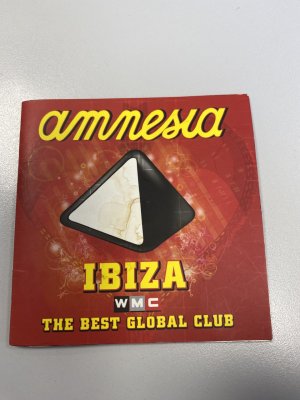 amnesia
IBIZA
WMC
THE BEST GLOBAL CLUB